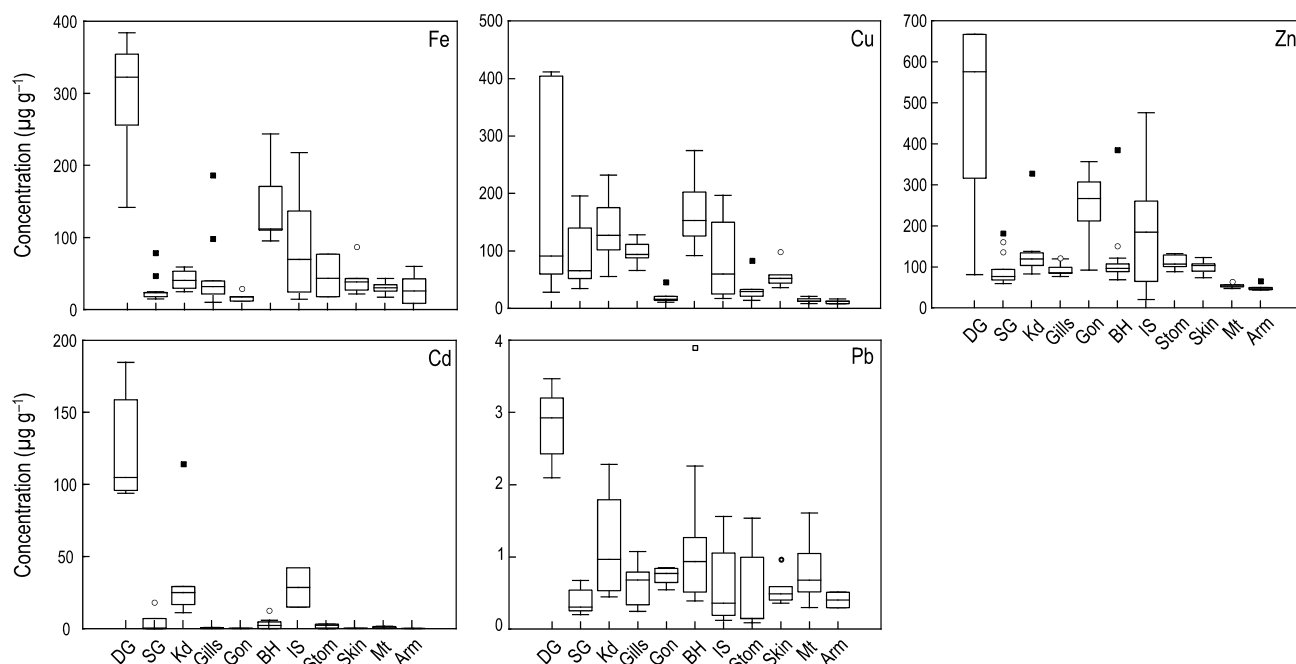 Fe
Concentration (µg g⁻¹)
400
300
200
100
0
Cu
500
400
300
200
100
0
Zn
700
600
500
400
300
200
100
0
DG SG Kd Gills Gon BH IS Stom Skin Mt Arm
Cd
Concentration (µg g⁻¹)
200
150
100
50
0
DG SG Kd Gills Gon BH IS Stom Skin Mt Arm
Pb
4
3
2
1
0
DG SG Kd Gills Gon BH IS Stom Skin Mt Arm